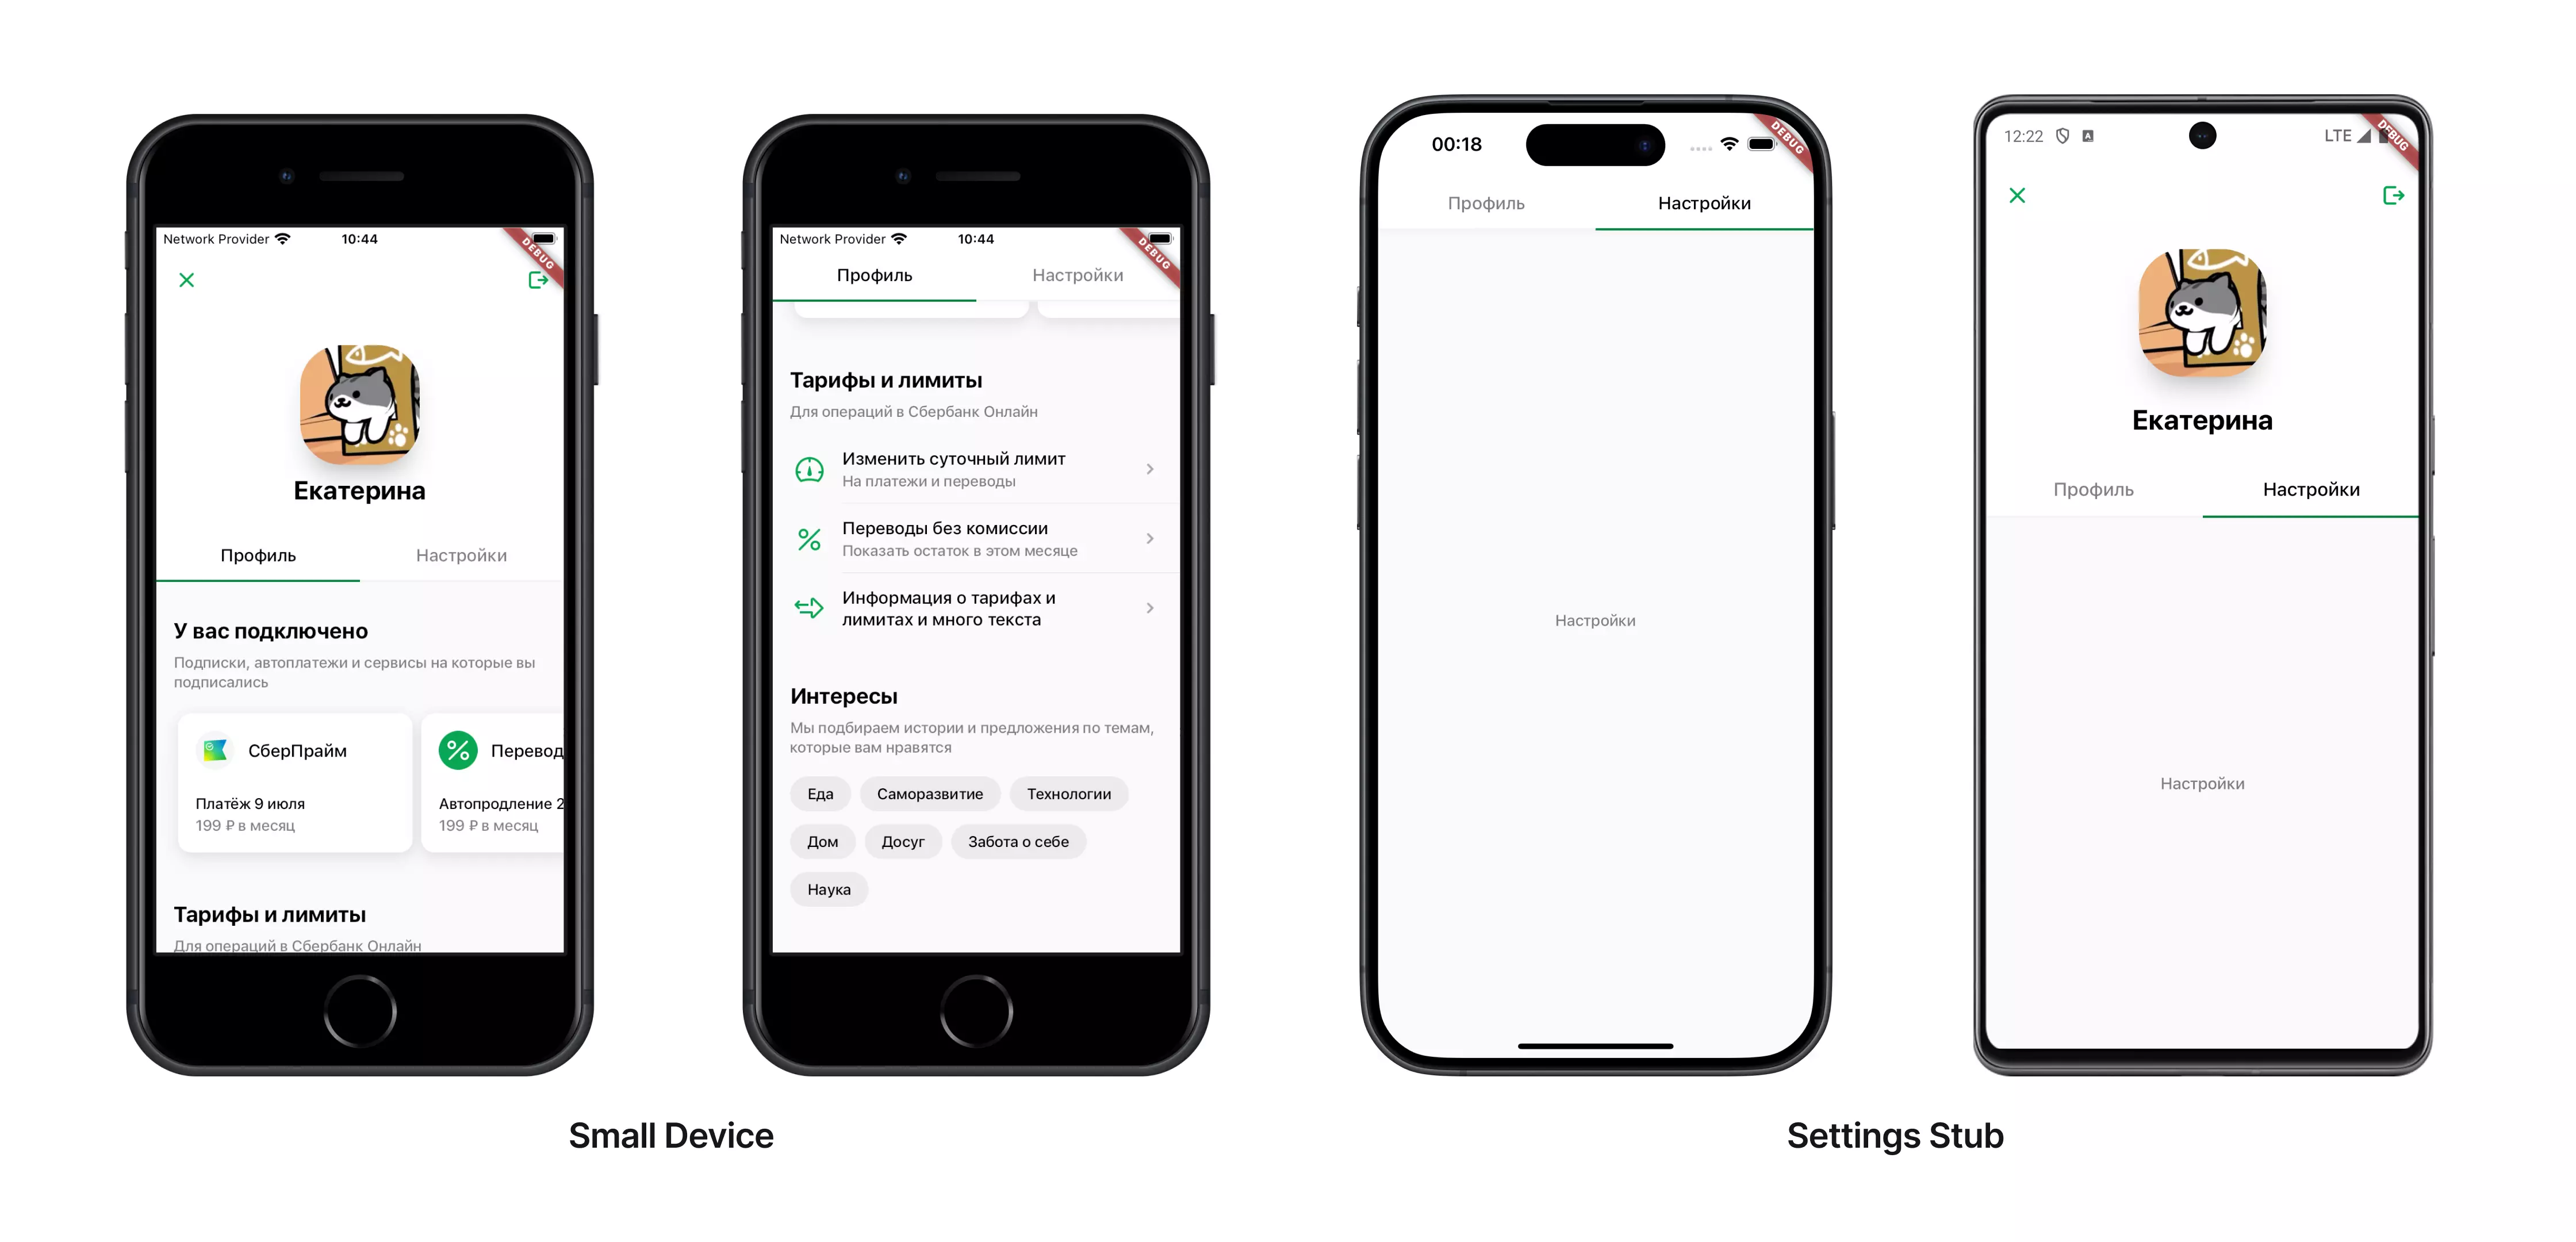 Network Provider 10:44 DEBUG
Екатерина
Профиль Настройки
У вас подключено
Подписки, автоплатежи и сервисы на которые вы
подписались
СберПрайм
Платёж 9 июля
199 ₽ в месяц
Перевод
Автопродление 2
199 ₽ в месяц
Тарифы и лимиты
Для операций в Сбербанк Онлайн
Network Provider 10:44 DEBUG
Профиль Настройки
Тарифы и лимиты
Для операций в Сбербанк Онлайн
Изменить суточный лимит
На платежи и переводы
Переводы без комиссии
Показать остаток в этом месяце
Информация о тарифах и
лимитах и много текста
Интересы
Мы подбираем истории и предложения по темам,
которые вам нравятся
Еда Саморазвитие Технологии
Дом Досуг Забота о себе
Наука
Small Device
00:18 DEBUG
Профиль Настройки
Настройки
12:22 A LTE DEBUG
Екатерина
Профиль Настройки
Настройки
Settings Stub